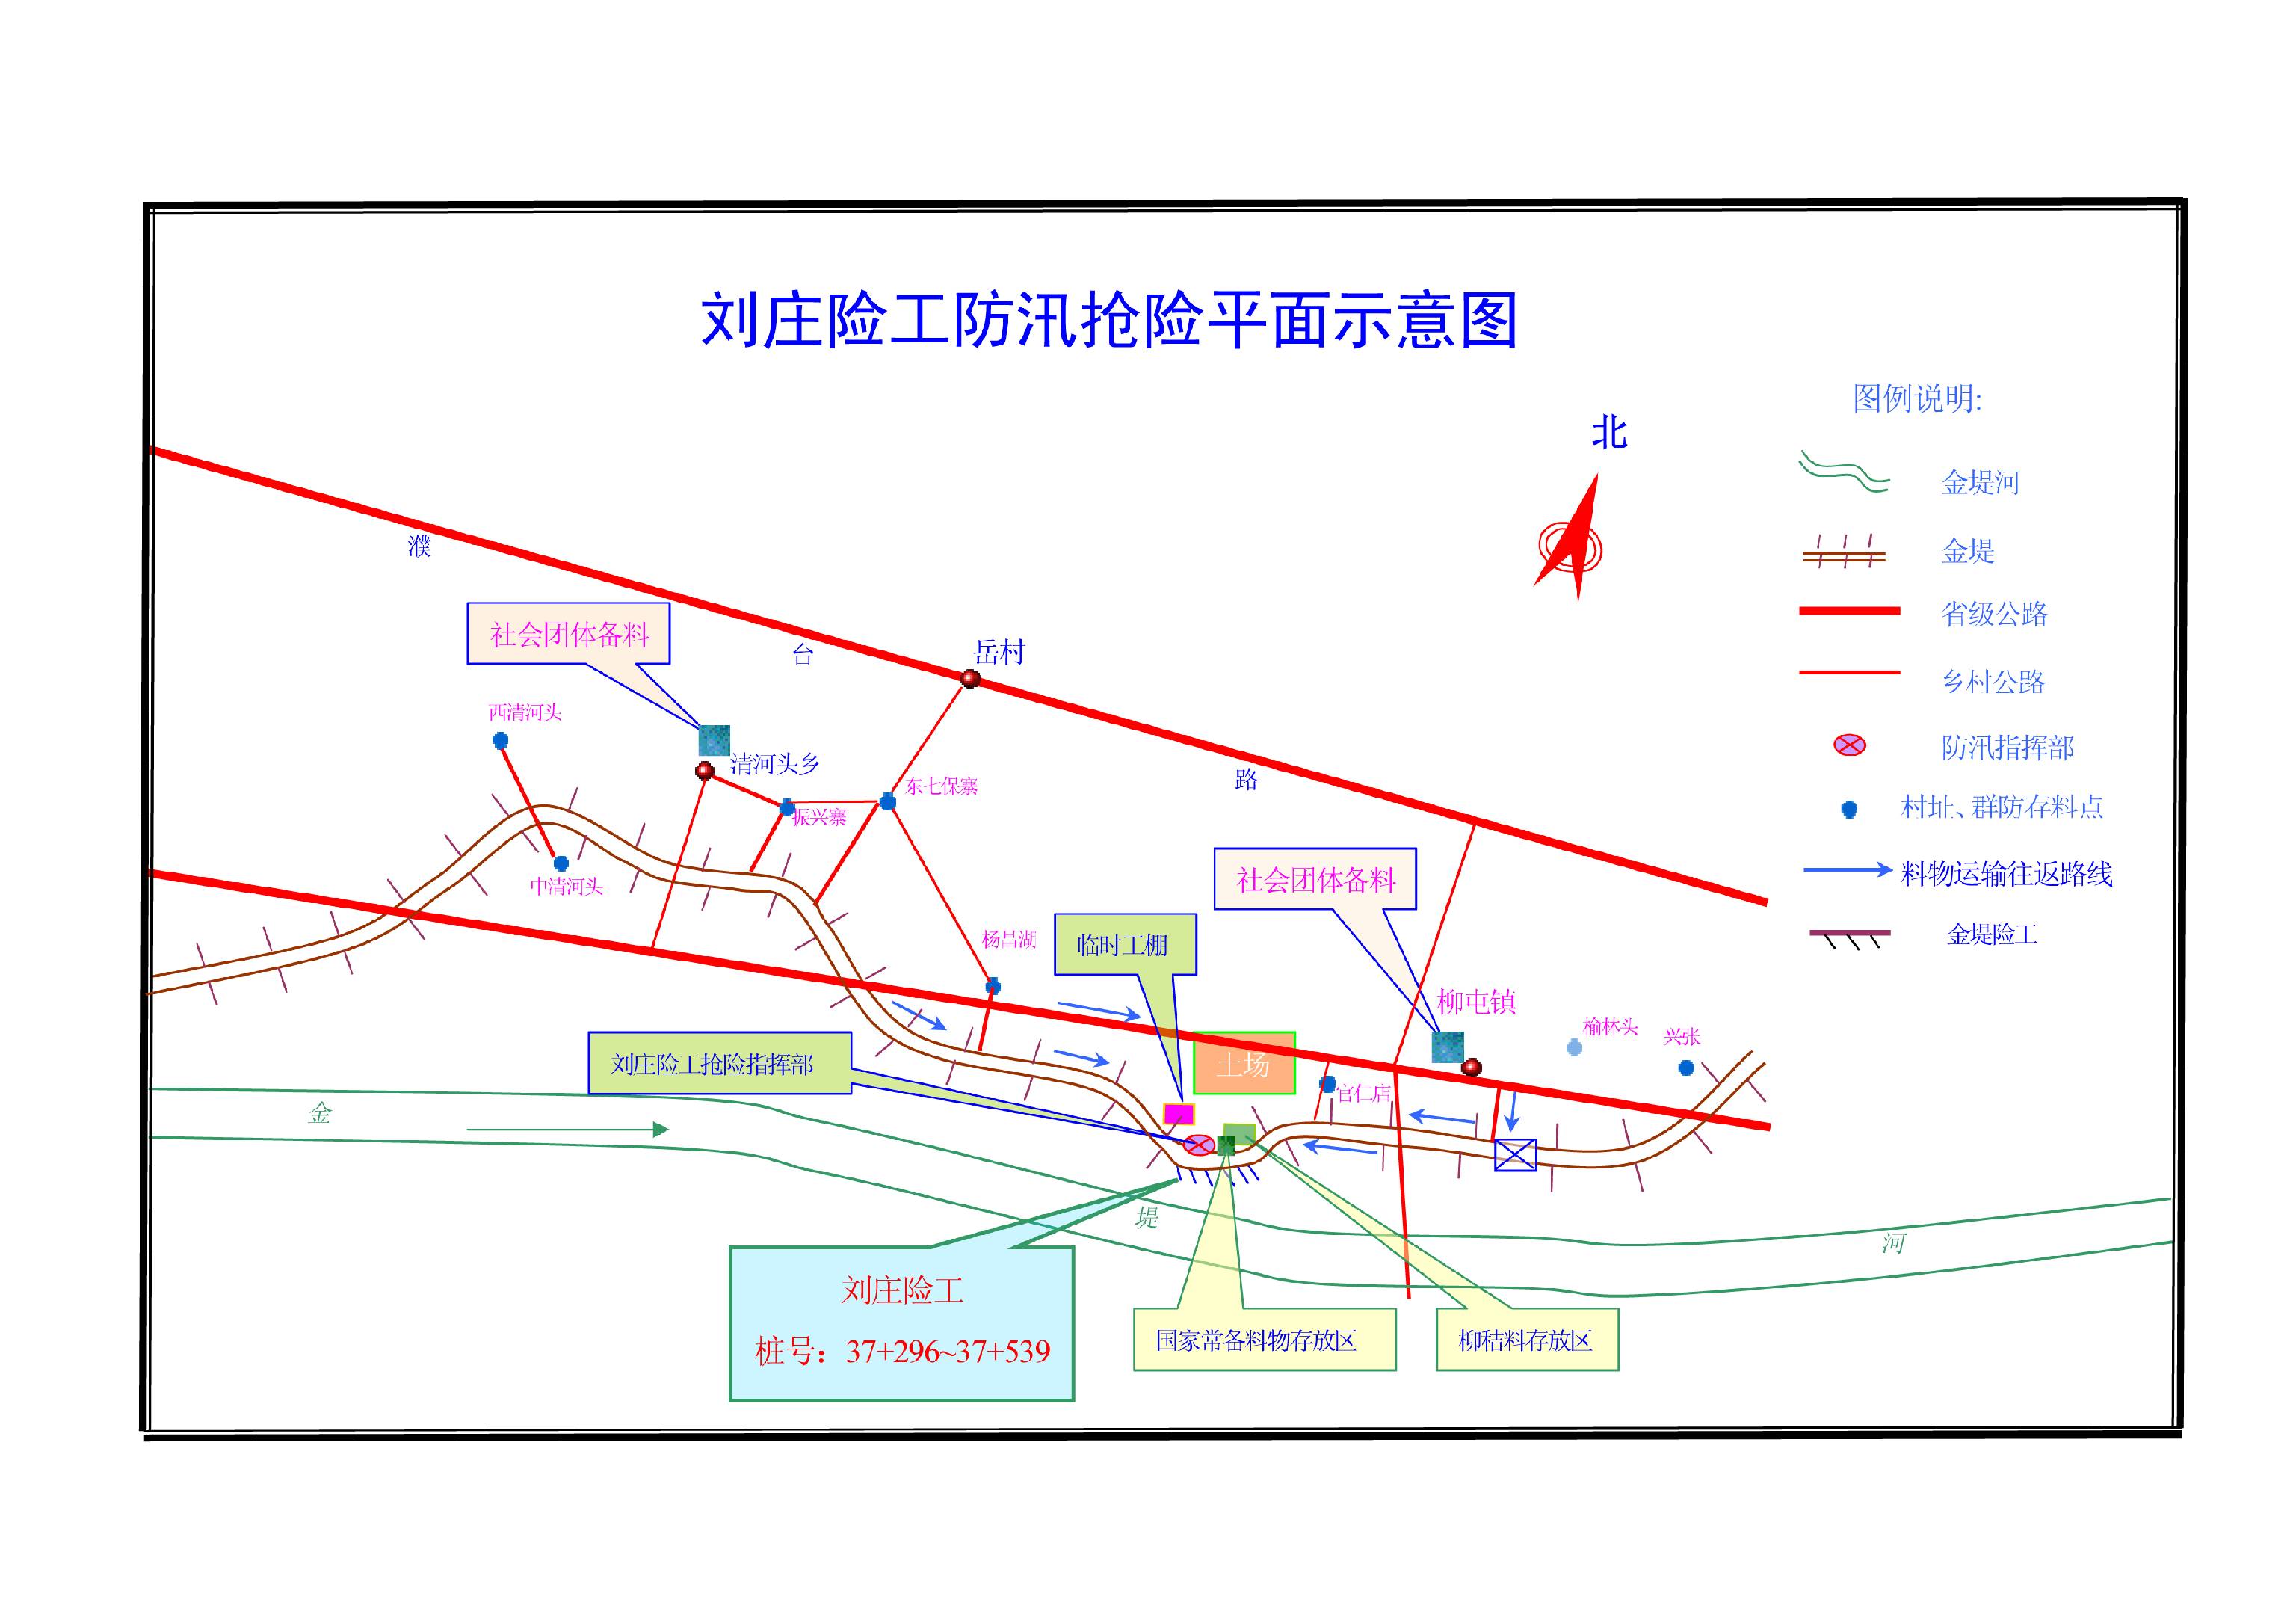 刘庄险工防汛抢险平面示意图
北
图例说明:
金堤河
金堤
省级公路
乡村公路
防汛指挥部
村址、群防存料点
料物运输往返路线
金堤险工
濮
台
路
社会团体备料
岳村
西清河头
清河头乡
东七保寨
振兴寨
中清河头
社会团体备料
杨昌湖
临时工棚
柳屯镇
榆林头
兴张
刘庄险工抢险指挥部
土场
官仁店
金
堤
河
刘庄险工
桩号：37+296~37+539
国家常备料物存放区
柳秸料存放区